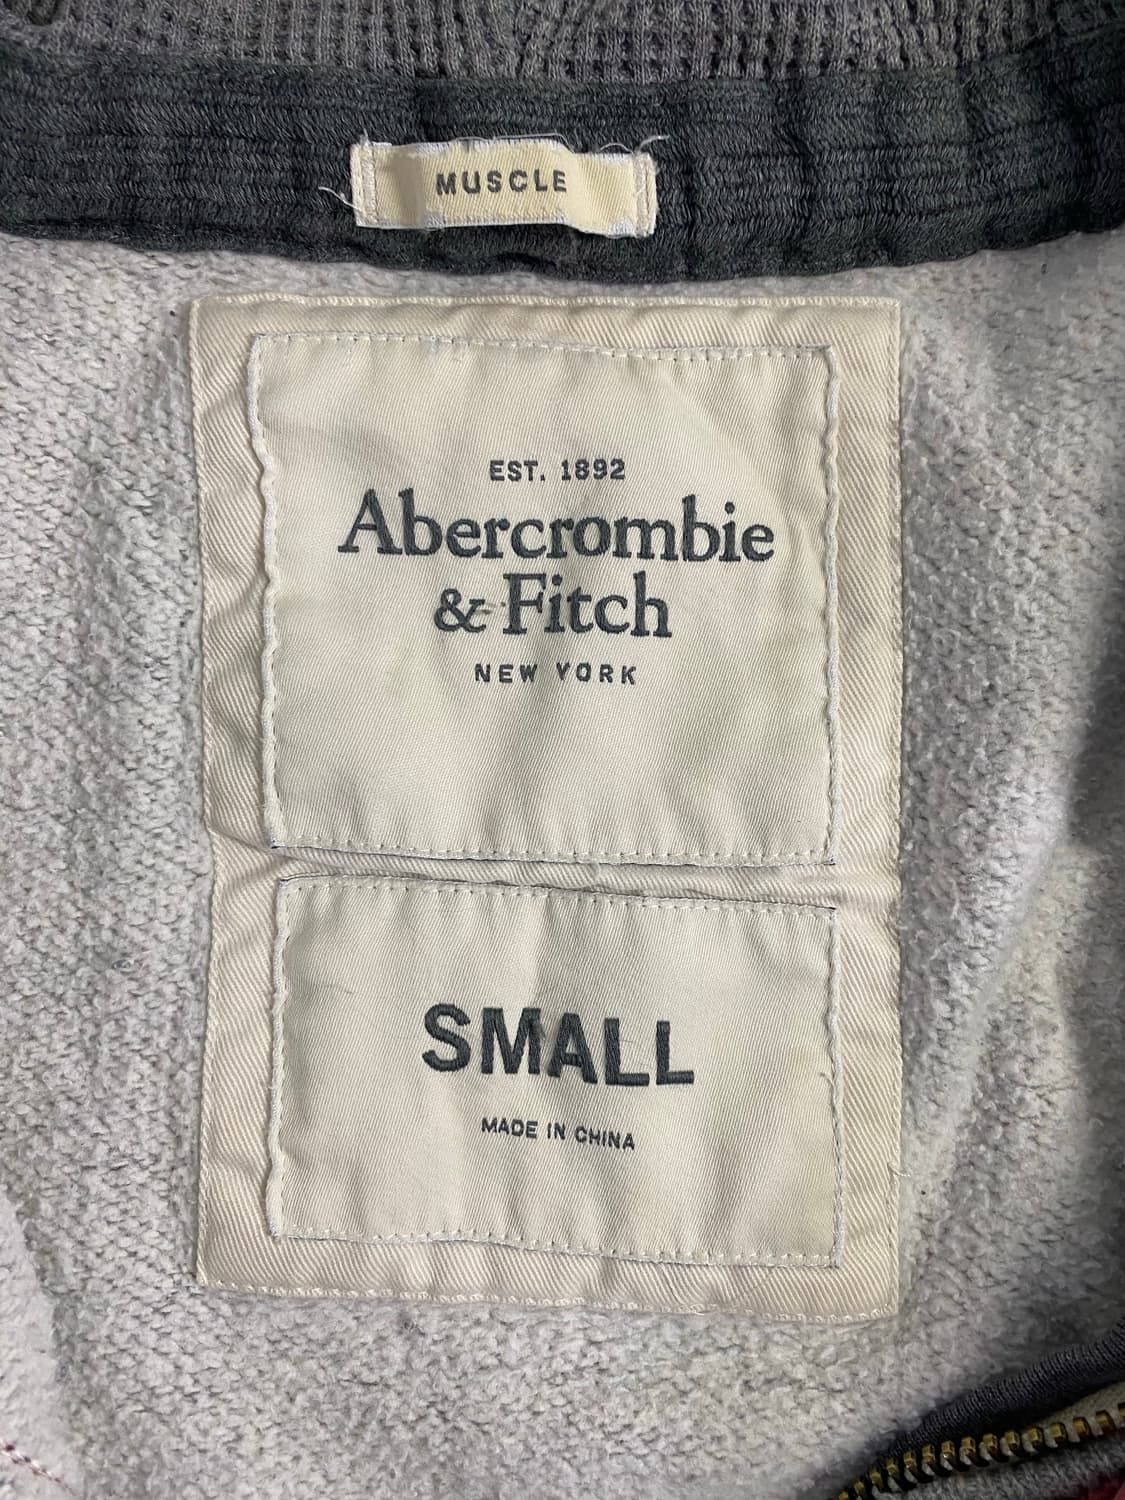 MUSCLE
EST. 1892
Abercrombie
& Fitch
NEW YORK
SMALL
MADE IN CHINA